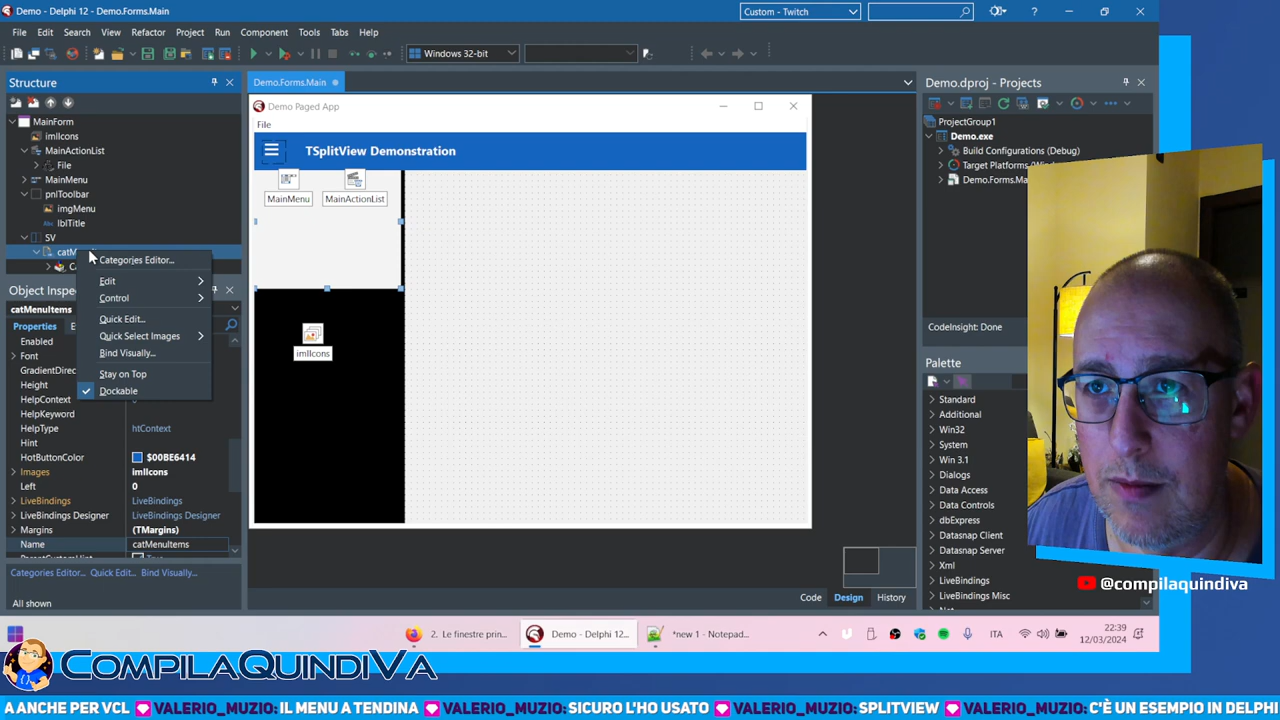 Demo - Delphi 12 - Demo.Forms.Main
Custom - Twitch
File Edit Search View Refactor Project Run Component Tools Tabs Help
Windows 32-bit
Structure
MainForm
imlIcons
MainActionList
File
MainMenu
pnlToolbar
imgMenu
lblTitle
SV
Categories Editor...
Edit
Control
Quick Edit...
Quick Select Images
Bind Visually...
Stay on Top
Dockable
catMenuItems
Properties
Enabled
Font
Height
HelpContext
HelpKeyword
HelpType htContext
Hint
HotButtonColor $00BE6414
Images imlIcons
Left 0
LiveBindings LiveBindings
LiveBindings Designer LiveBindings Designer
Margins (TMargins)
Name catMenuItems
Categories Editor... Quick Edit... Bind Visually...
All shown
Demo.Forms.Main
Demo Paged App
File
TSplitView Demonstration
MainMenu MainActionList
imlIcons
Code Design History
Demo.dproj - Projects
ProjectGroup1
Demo.exe
Build Configurations (Debug)
CodeInsight: Done
Palette
Standard
Additional
Win32
System
Win 3.1
Dialogs
Data Access
Data Controls
dbExpress
Datasnap Client
Datasnap Server
Xml
LiveBindings
LiveBindings Misc
@compilaquindiva
2. Le finestre prin... Demo - Delphi 12... *new 1 - Notepad...
ITA
22:39
12/03/2024
COMPILAQUINDIVA
A ANCHE PER VCL VALERIO_MUZIO: IL MENU A TENDINA VALERIO_MUZIO: SICURO L'HO USATO VALERIO_MUZIO: SPLITVIEW VALERIO_MUZIO: C'È UN ESEMPIO IN DELPHI